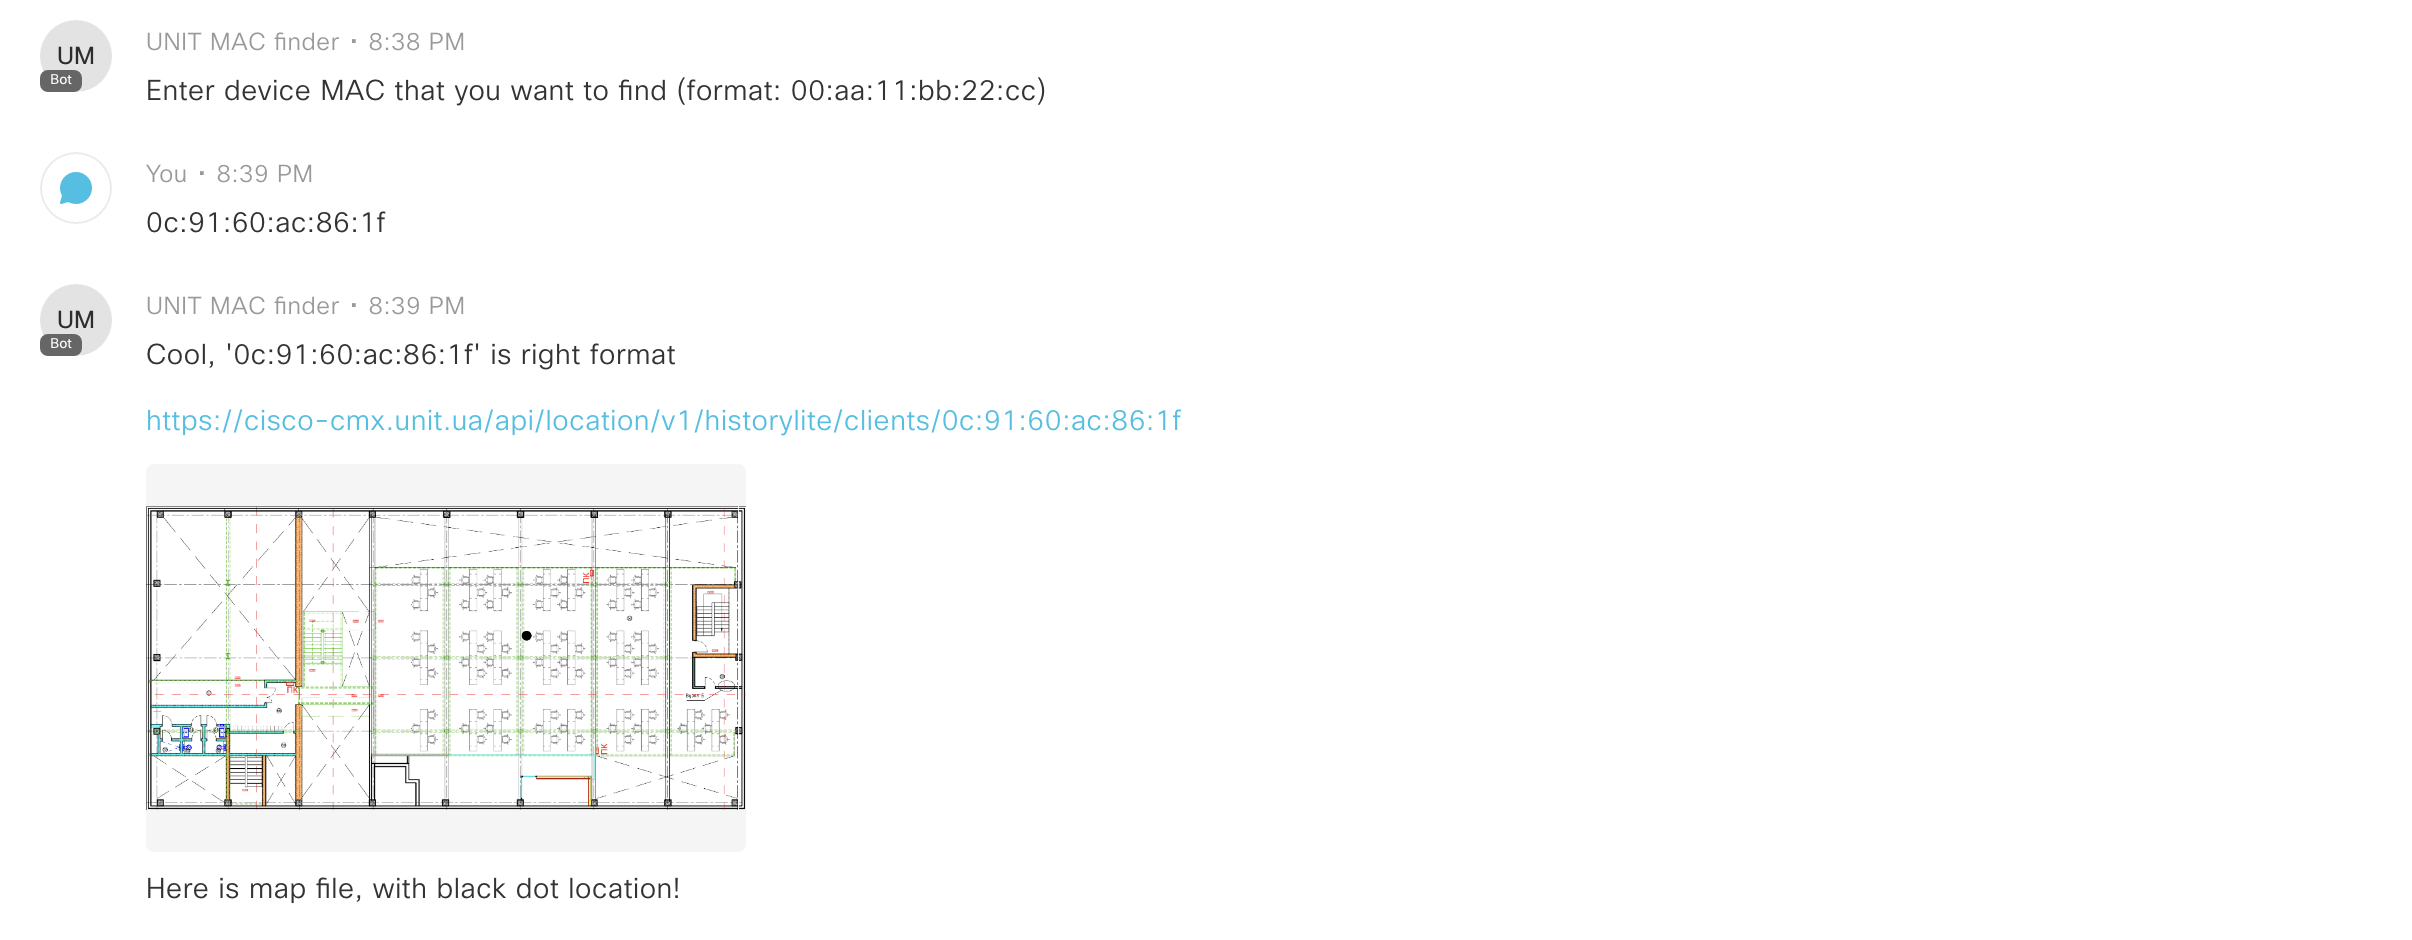 UM
Bot
UNIT MAC finder · 8:38 PM
Enter device MAC that you want to find (format: 00:aa:11:bb:22:cc)
You · 8:39 PM
0c:91:60:ac:86:1f
UM
Bot
UNIT MAC finder · 8:39 PM
Cool, '0c:91:60:ac:86:1f' is right format
https://cisco-cmx.unit.ua/api/location/v1/historylite/clients/0c:91:60:ac:86:1f
ПК
ПК
ПК
Here is map file, with black dot location!